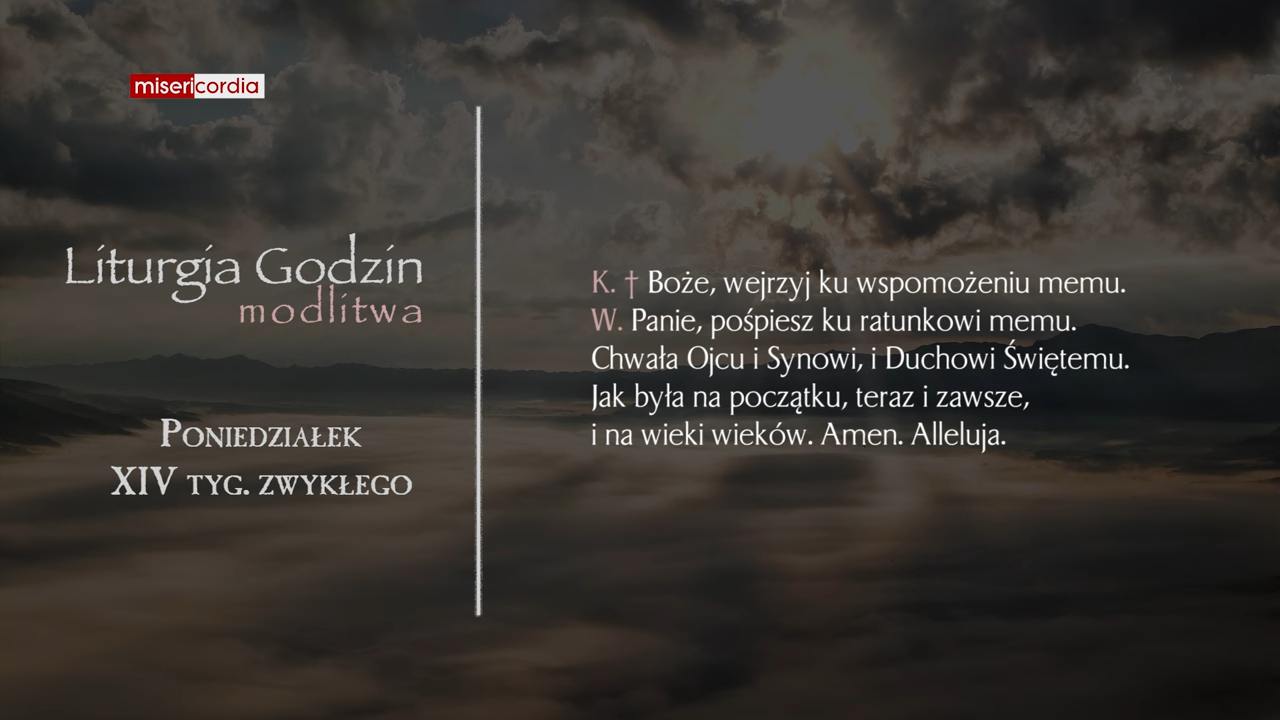 misericordia
Liturgia Godzin
modlitwa
Poniedziałek
XIV tyg. zwykłego
K. † Boże, wejrzyj ku wspomożeniu memu.
W. Panie, pośpiesz ku ratunkowi memu.
Chwała Ojcu i Synowi, i Duchowi Świętemu.
Jak była na początku, teraz i zawsze,
i na wieki wieków. Amen. Alleluja.